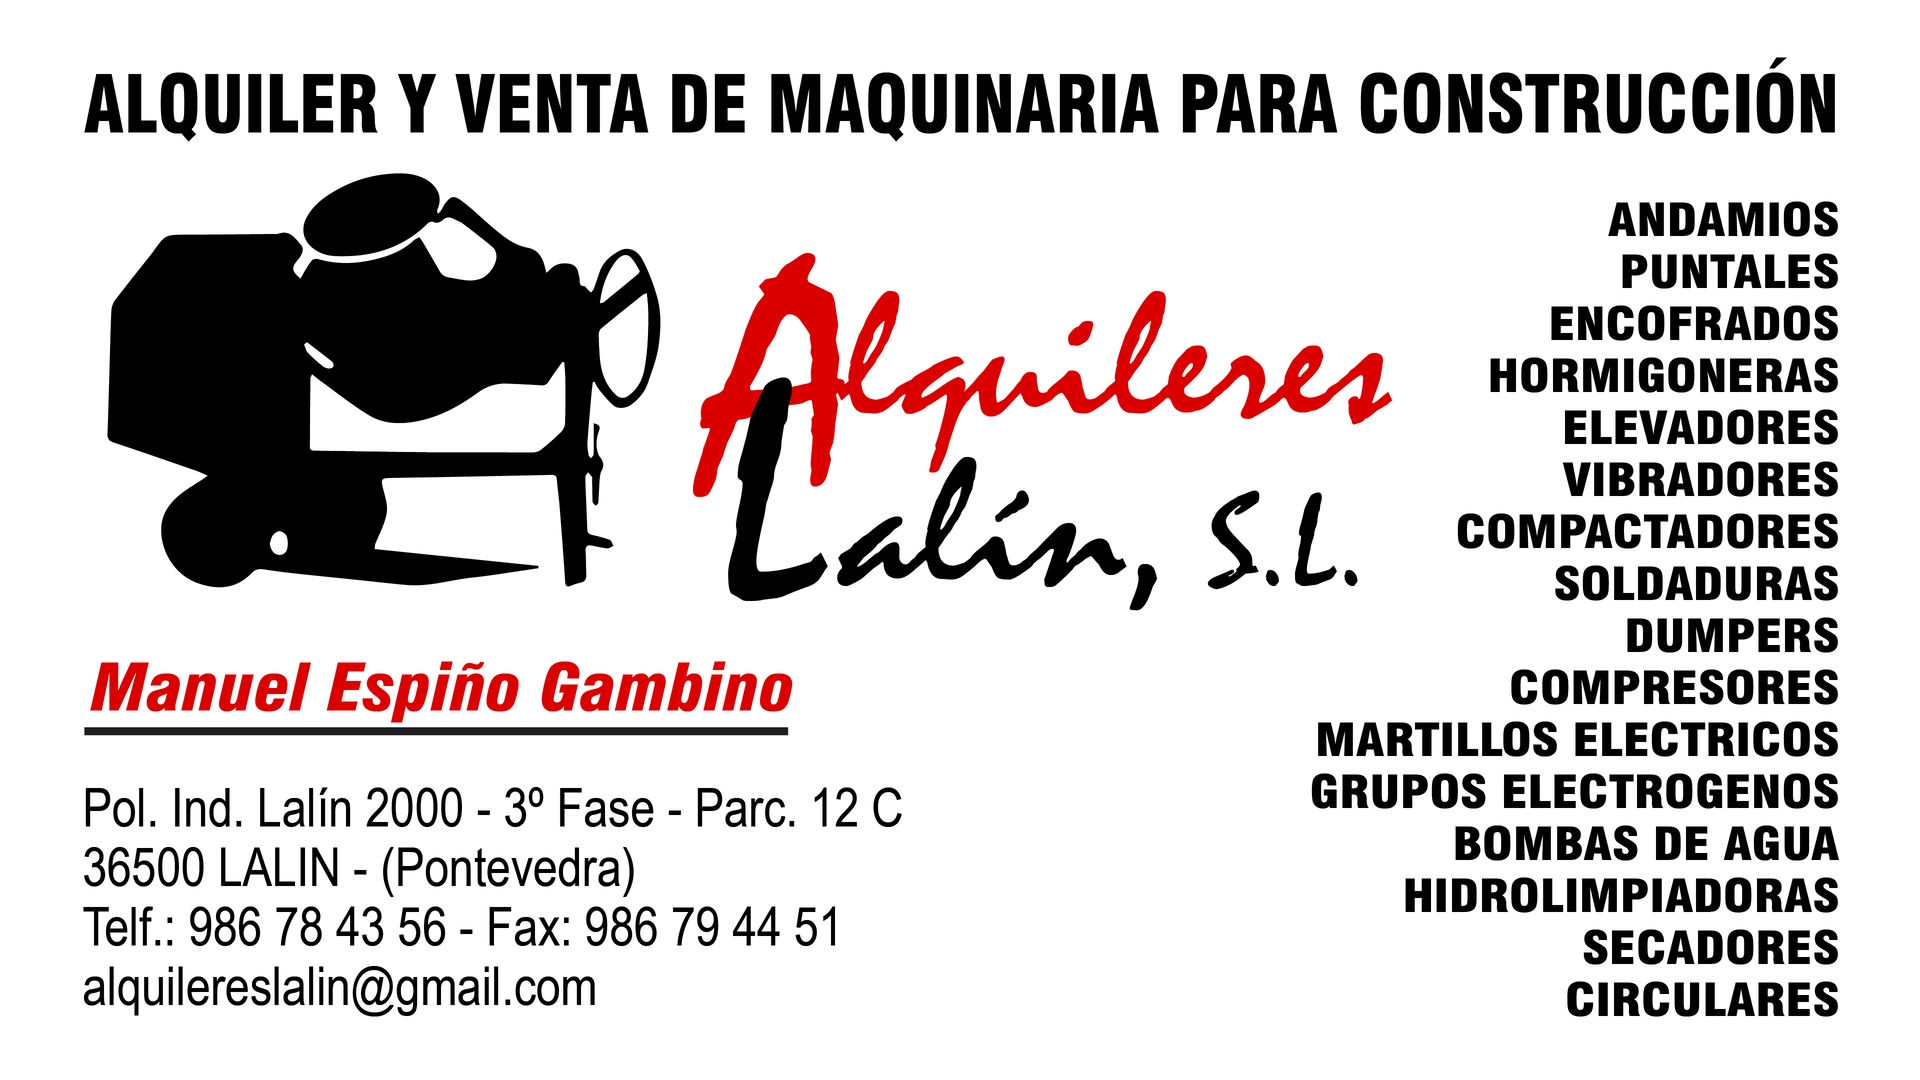 ALQUILER Y VENTA DE MAQUINARIA PARA CONSTRUCCIÓN
Alquileres
Lalín, S.L.
Manuel Espiño Gambino
Pol. Ind. Lalín 2000 - 3º Fase - Parc. 12 C
36500 LALIN - (Pontevedra)
Telf.: 986 78 43 56 - Fax: 986 79 44 51
alquilereslalin@gmail.com
ANDAMIOS
PUNTALES
ENCOFRADOS
HORMIGONERAS
ELEVADORES
VIBRADORES
COMPACTADORES
SOLDADURAS
DUMPERS
COMPRESORES
MARTILLOS ELECTRICOS
GRUPOS ELECTROGENOS
BOMBAS DE AGUA
HIDROLIMPIADORAS
SECADORES
CIRCULARES